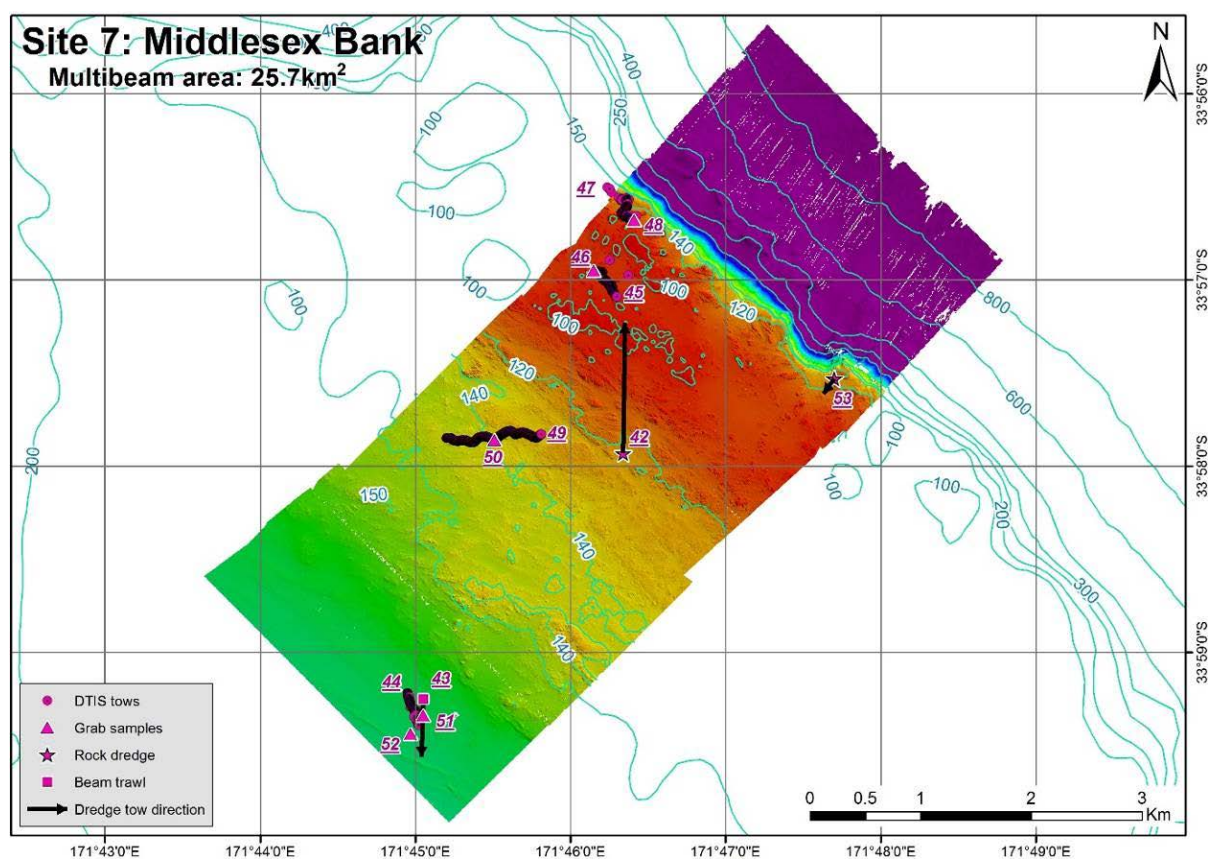 Site 7: Middlesex Bank
Multibeam area: 25.7km²
N
400
400
100
150
250
100
100
47
48
140
46
45
100
100
120
100
800
600
53
120
140
42
49
50
100
100
100
200
200
150
140
300
140
44
43
51
52
DTIS tows
Grab samples
Rock dredge
Beam trawl
Dredge tow direction
0 0.5 1 2 3
Km
33°56'0"S
33°57'0"S
33°58'0"S
33°59'0"S
171°43'0"E 171°44'0"E 171°45'0"E 171°46'0"E 171°47'0"E 171°48'0"E 171°49'0"E